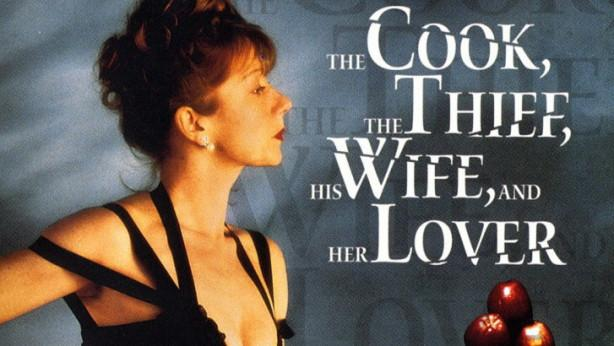 THE COOK,
THE THIEF,
HIS WIFE, AND
HER LOVER